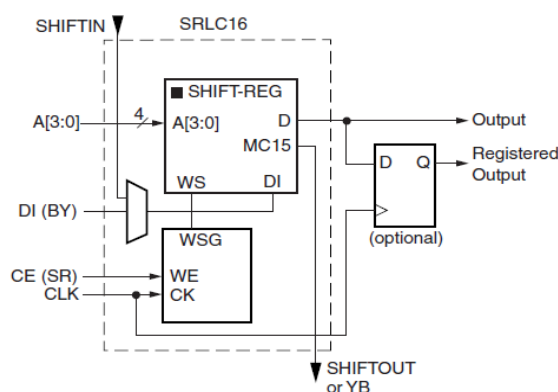 SHIFTIN
SRLC16
SHIFT-REG
A[3:0]
4
A[3:0]
D
MC15
Output
D
Q
Registered
Output
WS
DI
DI (BY)
WSG
(optional)
CE (SR)
WE
CLK
CK
SHIFTOUT
or YB